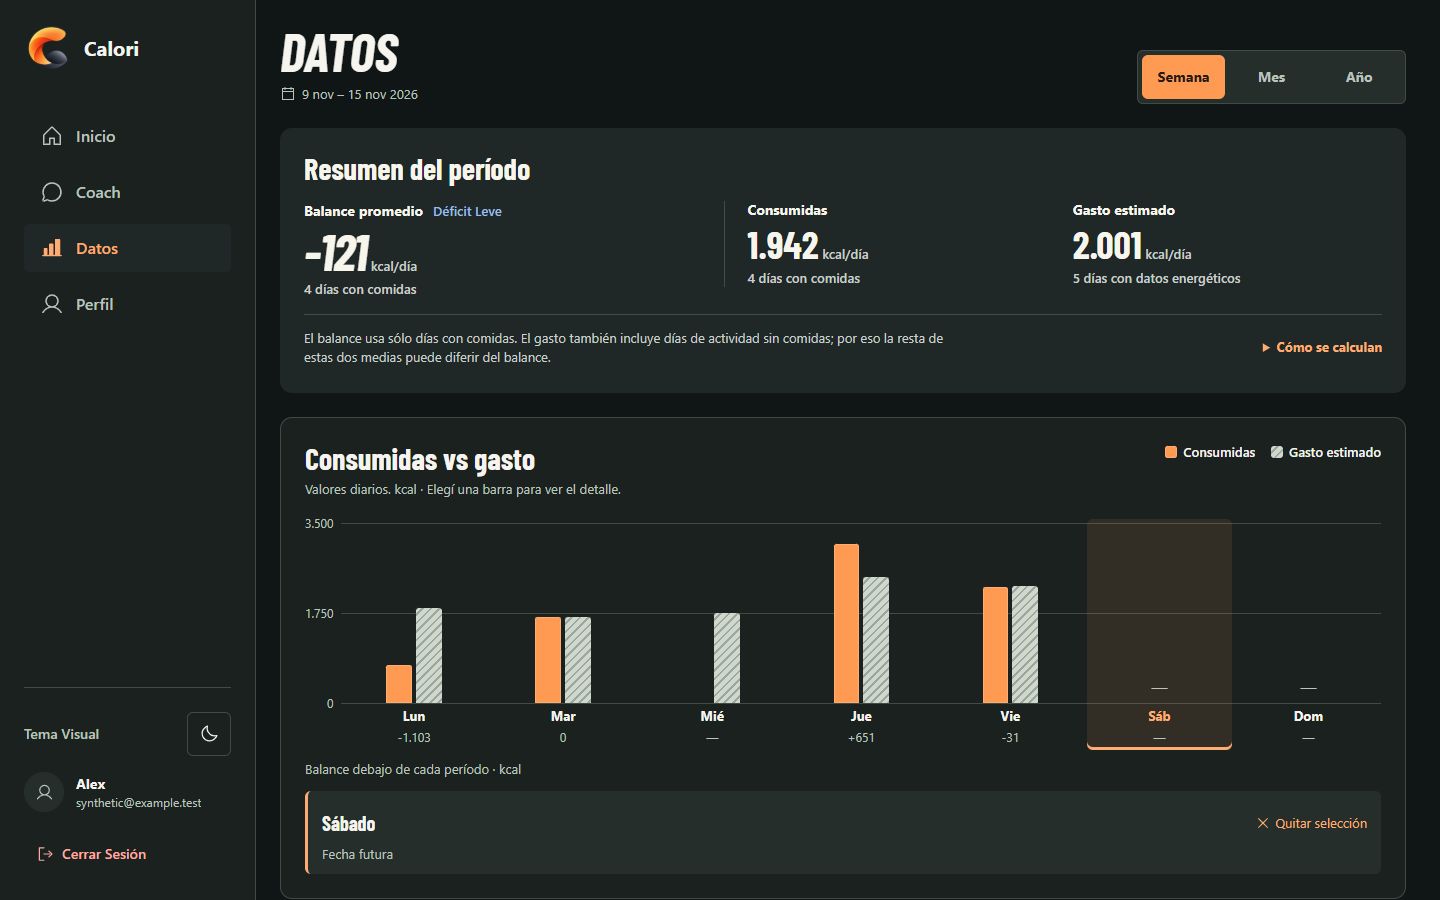 Calori
Inicio
Coach
Datos
Perfil
Tema Visual
Alex
synthetic@example.test
Cerrar Sesión
DATOS
9 nov – 15 nov 2026
Semana Mes Año
Resumen del período
Balance promedio Déficit Leve
-121 kcal/día
4 días con comidas
Consumidas
1.942 kcal/día
4 días con comidas
Gasto estimado
2.001 kcal/día
5 días con datos energéticos
El balance usa sólo días con comidas. El gasto también incluye días de actividad sin comidas; por eso la resta de
estas dos medias puede diferir del balance.
Cómo se calculan
Consumidas vs gasto
Consumidas Gasto estimado
Valores diarios. kcal · Elegí una barra para ver el detalle.
3.500
1.750
0
— —
Lun Mar Mié Jue Vie Sáb Dom
-1.103 0 — +651 -31 — —
Balance debajo de cada período · kcal
Sábado
Quitar selección
Fecha futura